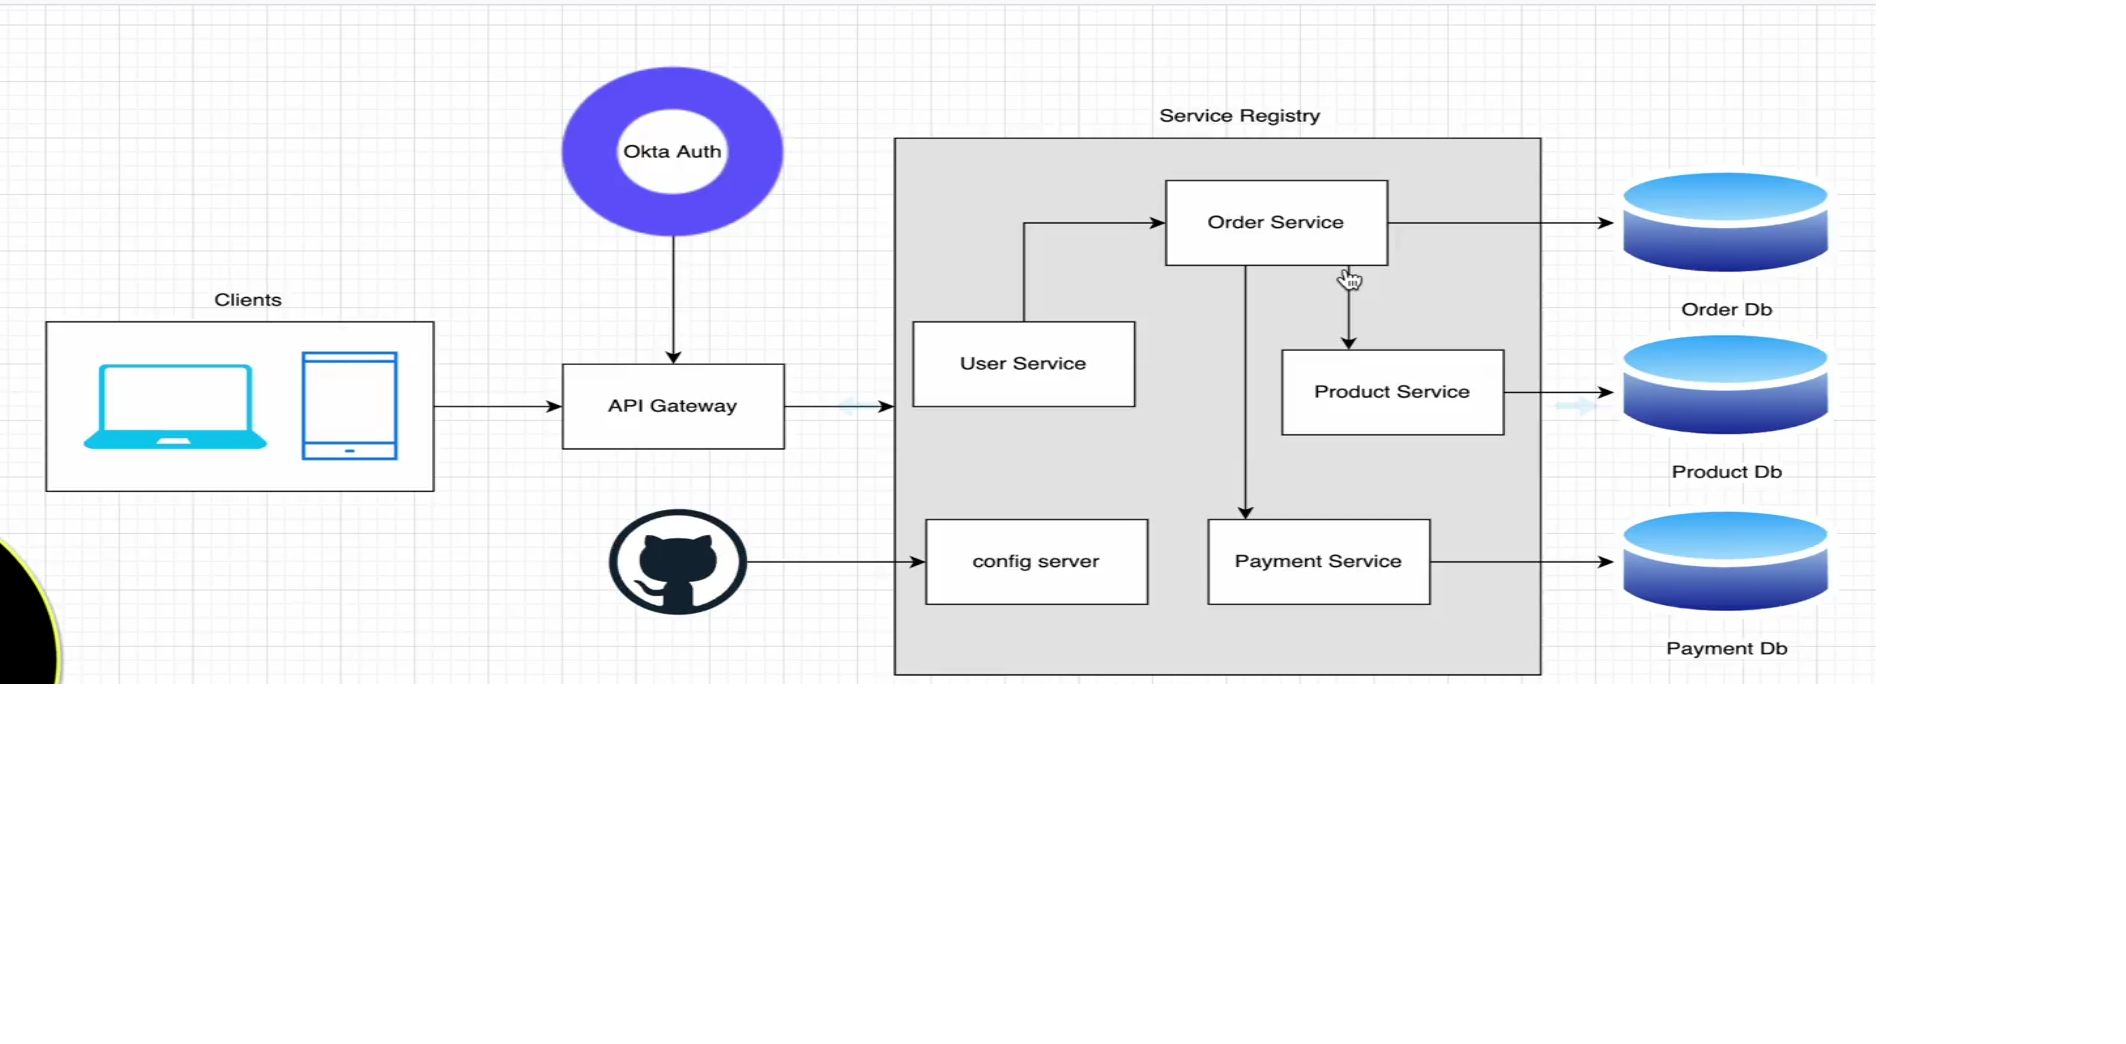 Okta Auth
Service Registry
Order Service
Clients
Order Db
User Service
Product Service
API Gateway
Product Db
config server
Payment Service
Payment Db